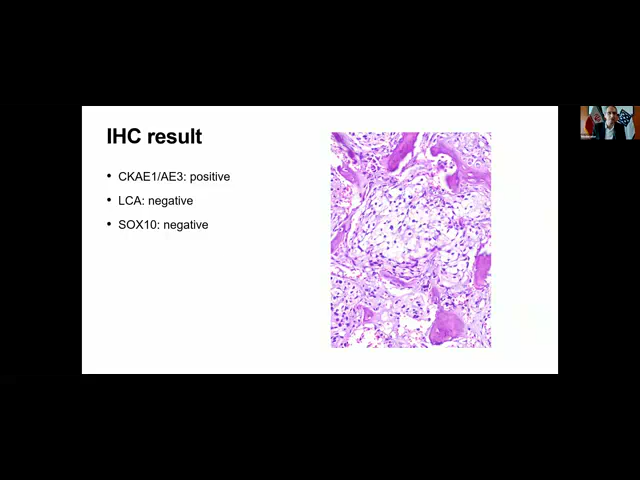 IHC result
• CKAE1/AE3: positive
• LCA: negative
• SOX10: negative